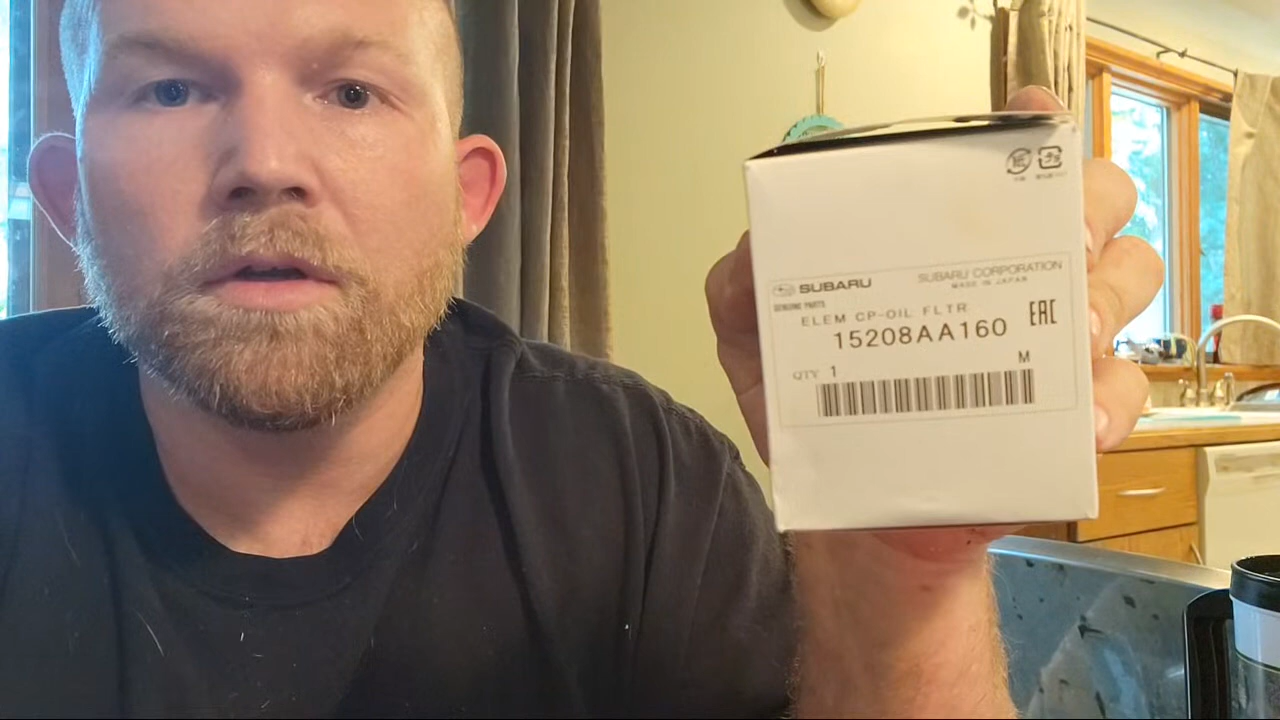 SUBARU
SUBARU CORPORATION
MADE IN JAPAN
GENUINE PARTS
ELEM CP-OIL FLTR
15208AA160
EAC
M
QTY 1